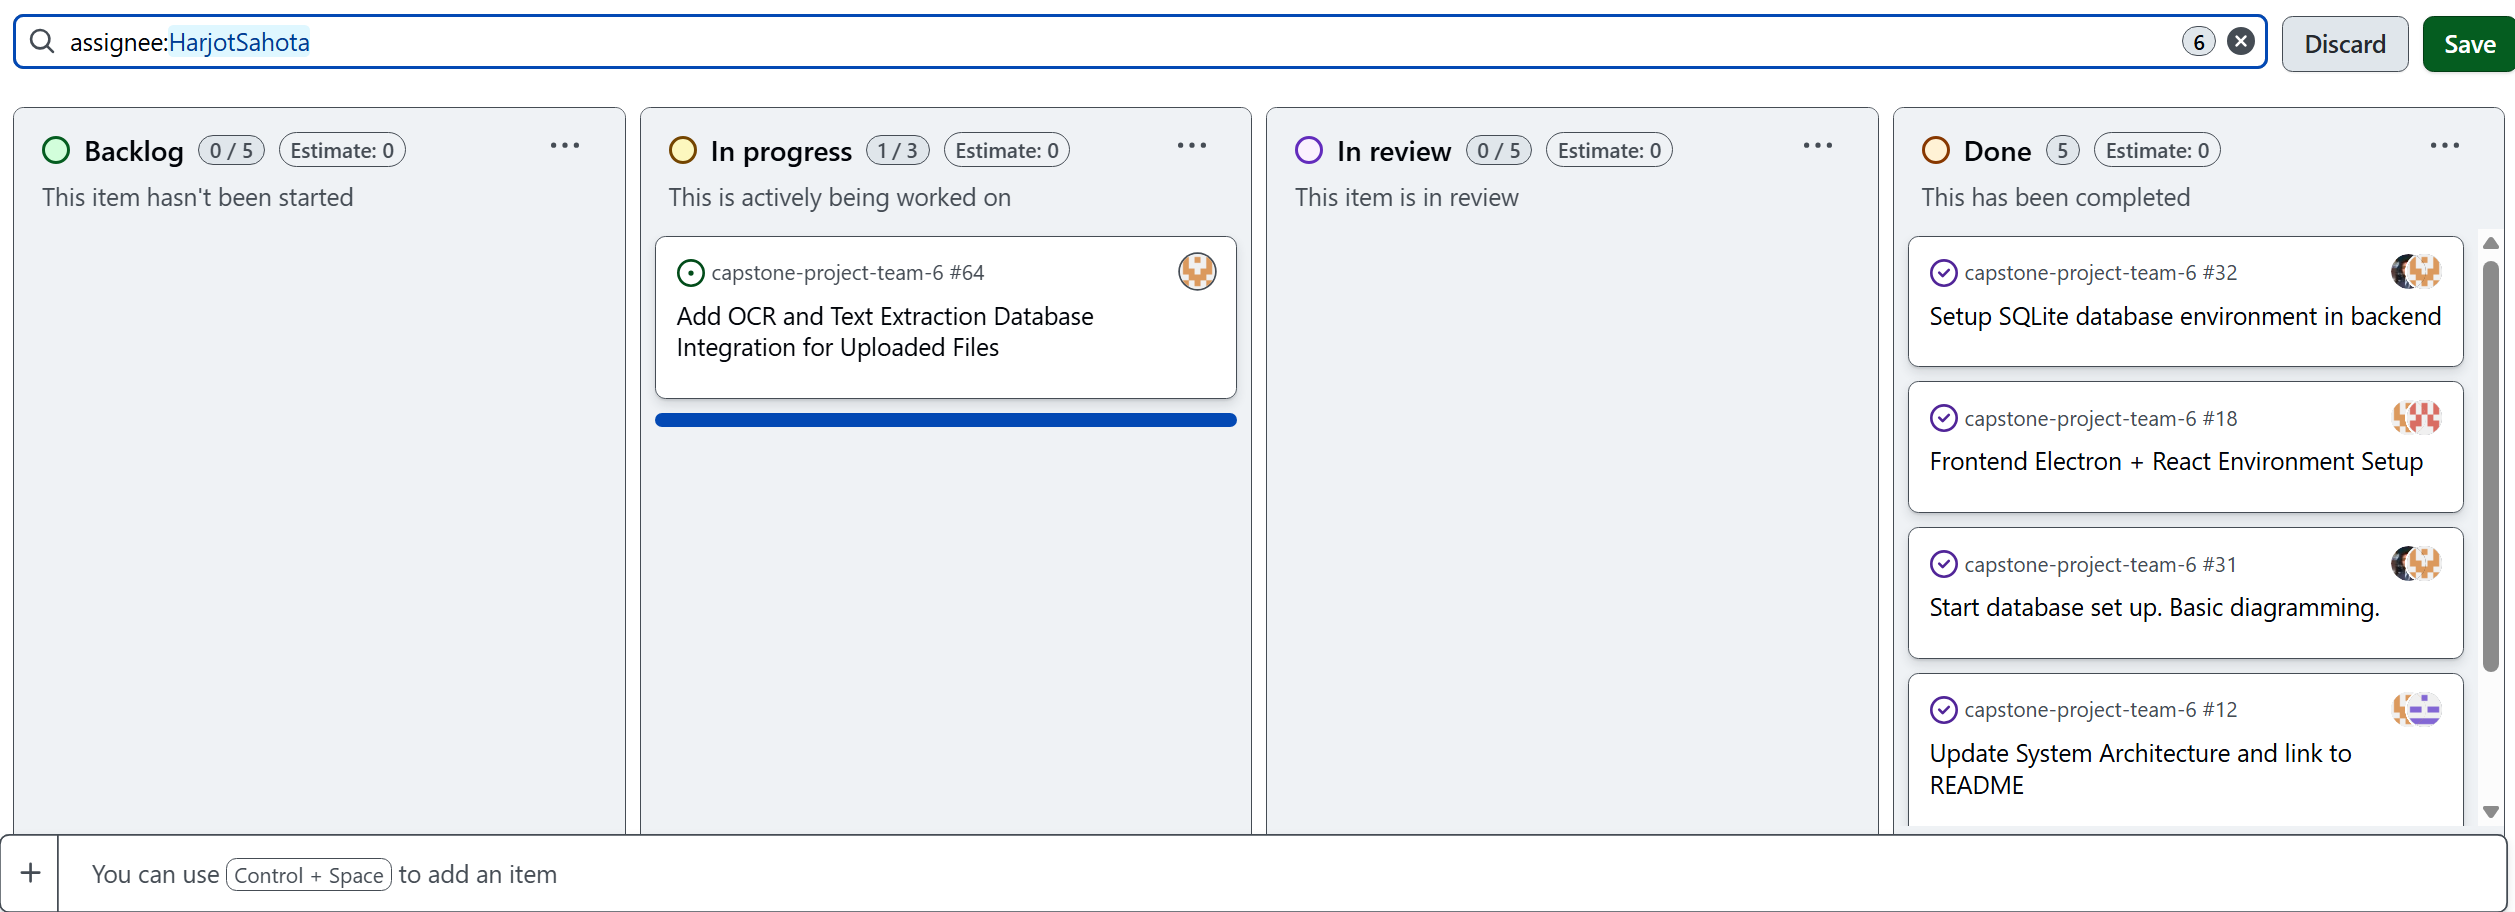 assignee:HarjotSahota
6
Discard
Save
Backlog 0 / 5 Estimate: 0
This item hasn't been started
In progress 1 / 3 Estimate: 0
This is actively being worked on
capstone-project-team-6 #64
Add OCR and Text Extraction Database
Integration for Uploaded Files
In review 0 / 5 Estimate: 0
This item is in review
Done 5 Estimate: 0
This has been completed
capstone-project-team-6 #32
Setup SQLite database environment in backend
capstone-project-team-6 #18
Frontend Electron + React Environment Setup
capstone-project-team-6 #31
Start database set up. Basic diagramming.
capstone-project-team-6 #12
Update System Architecture and link to
README
You can use Control + Space to add an item